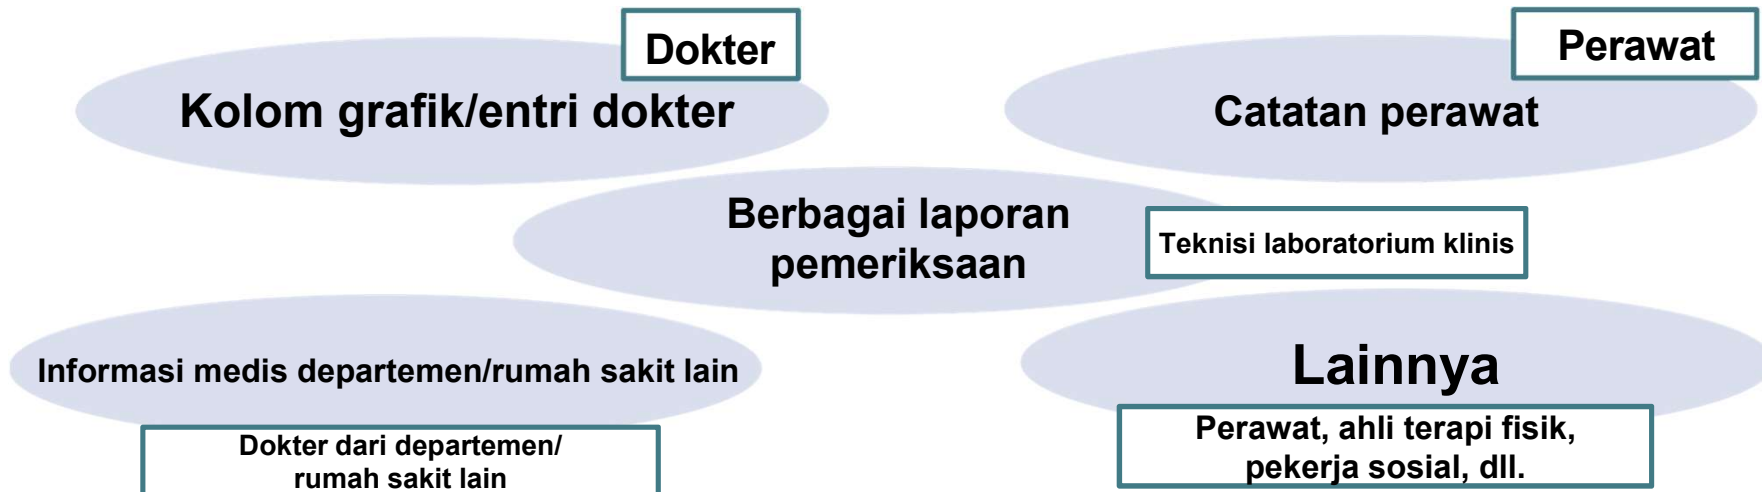 Dokter
Kolom grafik/entri dokter
Perawat
Catatan perawat
Berbagai laporan
pemeriksaan
Teknisi laboratorium klinis
Informasi medis departemen/rumah sakit lain
Dokter dari departemen/
rumah sakit lain
Lainnya
Perawat, ahli terapi fisik,
pekerja sosial, dll.